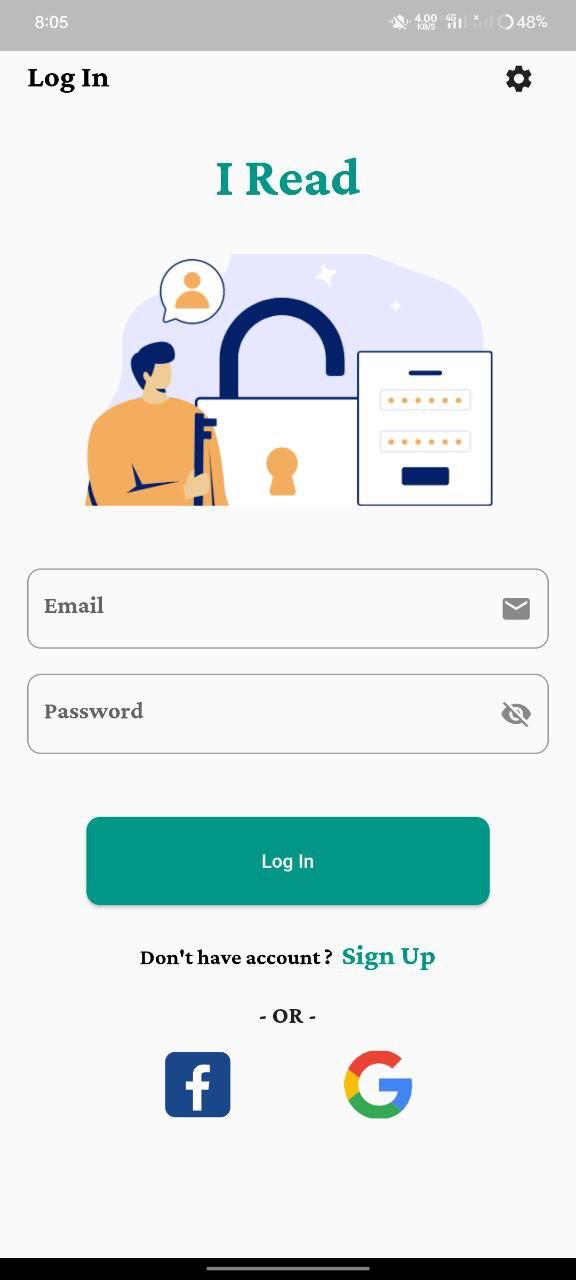 8:05 4.00 KB/S 4G 48%
Log In
I Read
Email
Password
Log In
Don't have account? Sign Up
- OR -